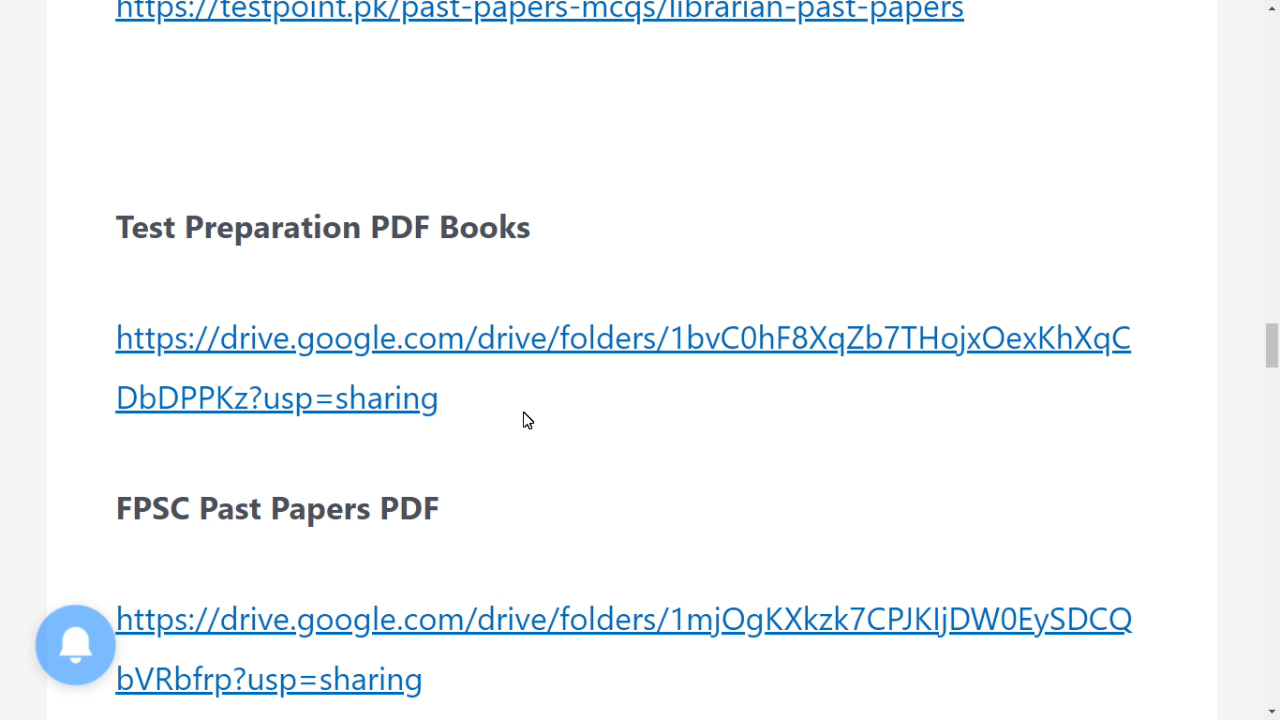 https://testpoint.pk/past-papers-mcqs/librarian-past-papers
Test Preparation PDF Books
https://drive.google.com/drive/folders/1bvC0hF8XqZb7THojxOexKhXqC
DbDPPKz?usp=sharing
FPSC Past Papers PDF
https://drive.google.com/drive/folders/1mjOgKXkzk7CPJKIjDW0EySDCQ
bVRbfrp?usp=sharing